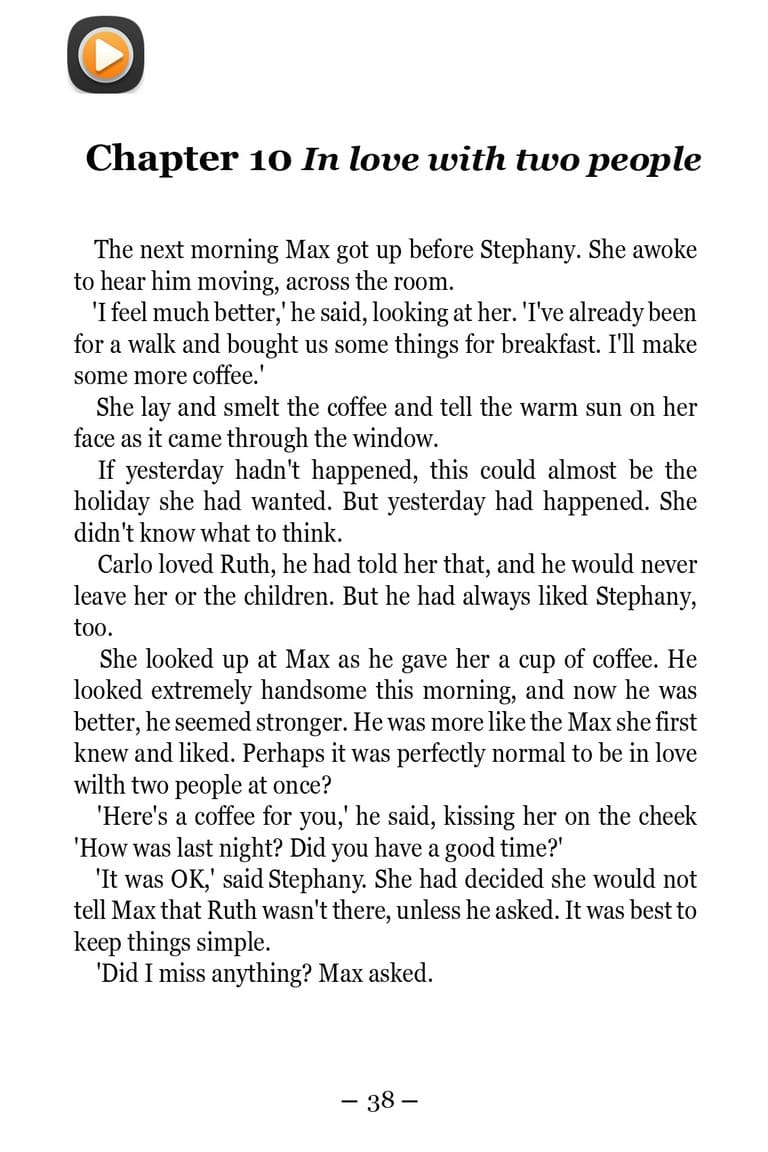 Chapter 10 In love with two people
The next morning Max got up before Stephany. She awoke
to hear him moving, across the room.
'I feel much better,' he said, looking at her. 'I've already been
for a walk and bought us some things for breakfast. I'll make
some more coffee.'
She lay and smelt the coffee and tell the warm sun on her
face as it came through the window.
If yesterday hadn't happened, this could almost be the
holiday she had wanted. But yesterday had happened. She
didn't know what to think.
Carlo loved Ruth, he had told her that, and he would never
leave her or the children. But he had always liked Stephany,
too.
She looked up at Max as he gave her a cup of coffee. He
looked extremely handsome this morning, and now he was
better, he seemed stronger. He was more like the Max she first
knew and liked. Perhaps it was perfectly normal to be in love
wilth two people at once?
'Here's a coffee for you,' he said, kissing her on the cheek
'How was last night? Did you have a good time?'
'It was OK,' said Stephany. She had decided she would not
tell Max that Ruth wasn't there, unless he asked. It was best to
keep things simple.
'Did I miss anything? Max asked.
– 38 –